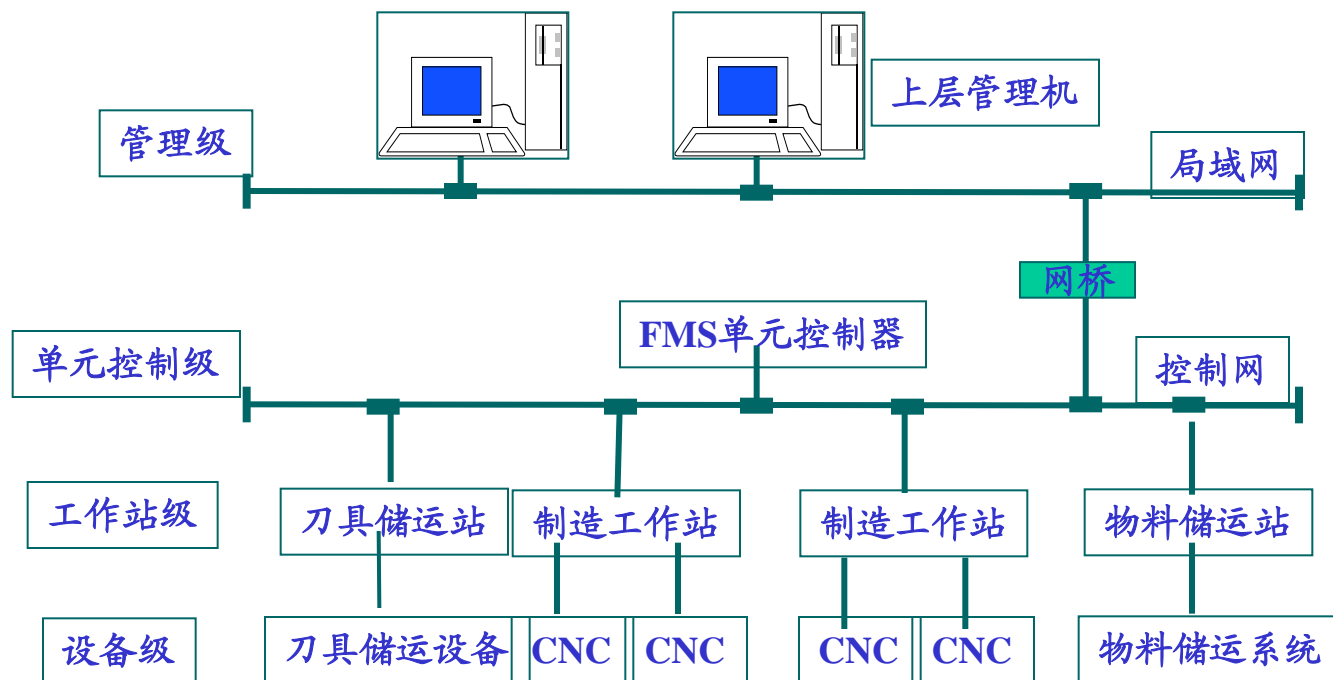 上层管理机
管理级
局域网
网桥
FMS单元控制器
单元控制级
控制网
工作站级
刀具储运站
制造工作站
制造工作站
物料储运站
设备级
刀具储运设备
CNC
CNC
CNC
CNC
物料储运系统